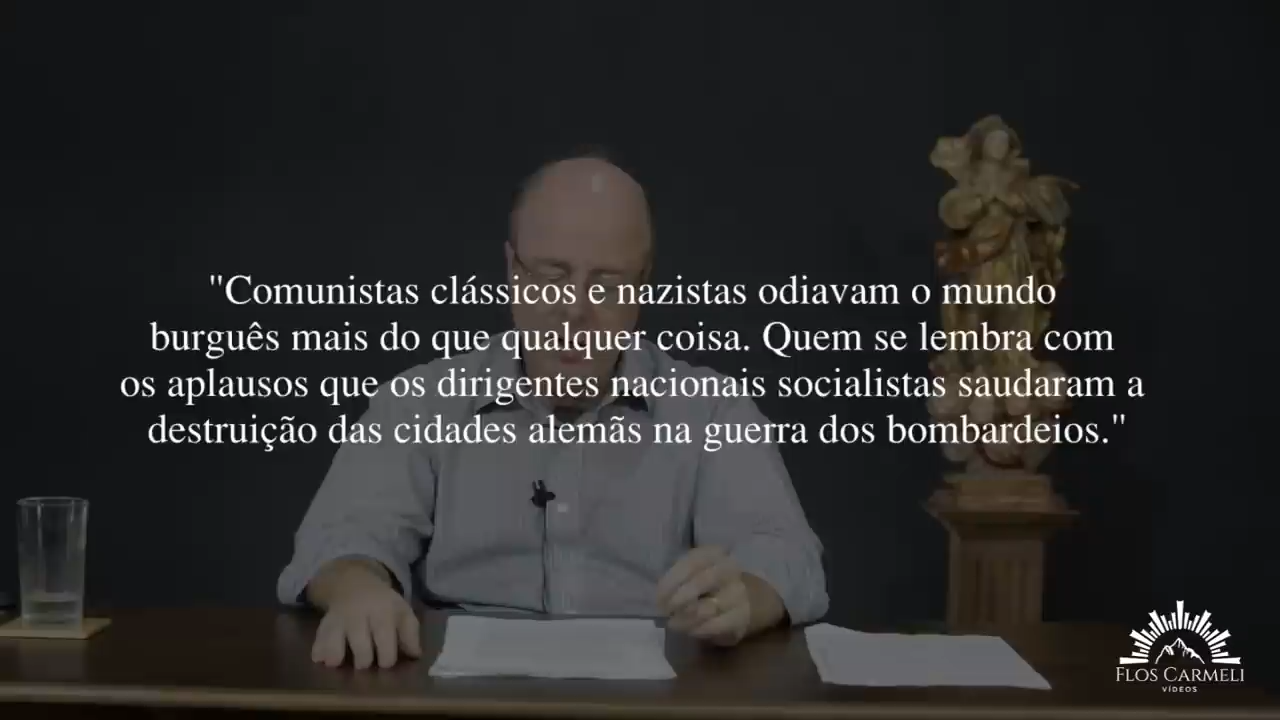 "Comunistas clássicos e nazistas odiavam o mundo
burguês mais do que qualquer coisa. Quem se lembra com
os aplausos que os dirigentes nacionais socialistas saudaram a
destruição das cidades alemãs na guerra dos bombardeios."
FLOS CARMELI
VÍDEOS